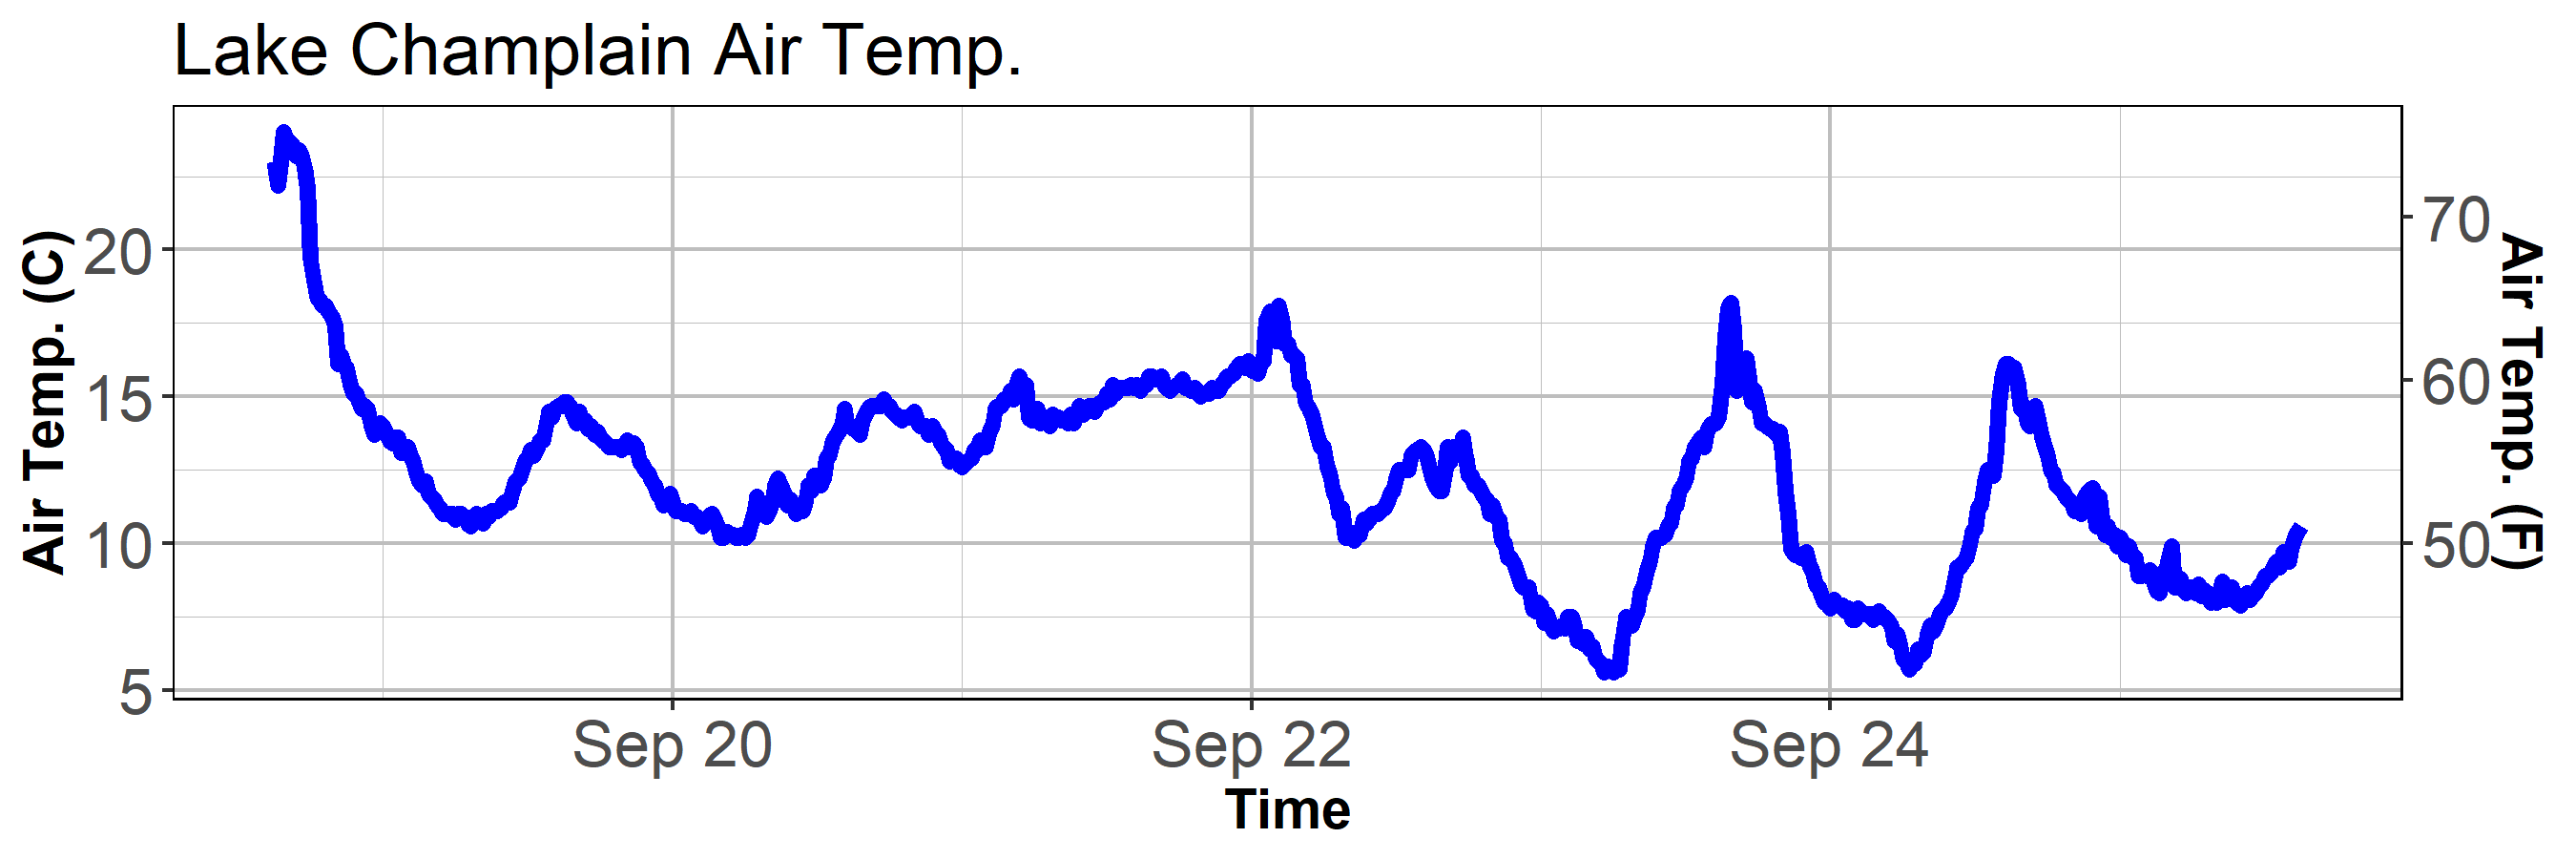 Lake Champlain Air Temp.
Air Temp. (C)
20
15
10
5
70
60
50
Air Temp. (F)
Sep 20
Sep 22
Sep 24
Time